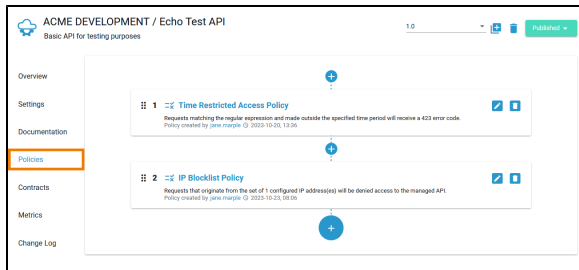 ACME DEVELOPMENT / Echo Test API
Basic API for testing purposes
1.0
Published
Overview
Settings
Documentation
Policies
Contracts
Metrics
Change Log
1 Time Restricted Access Policy
Requests matching the regular expression and made outside the specified time period will receive a 423 error code.
Policy created by jane.marple 2023-10-20, 13:36
2 IP Blocklist Policy
Requests that originate from the set of 1 configured IP address(es) will be denied access to the managed API.
Policy created by jane.marple 2023-10-23, 08:06